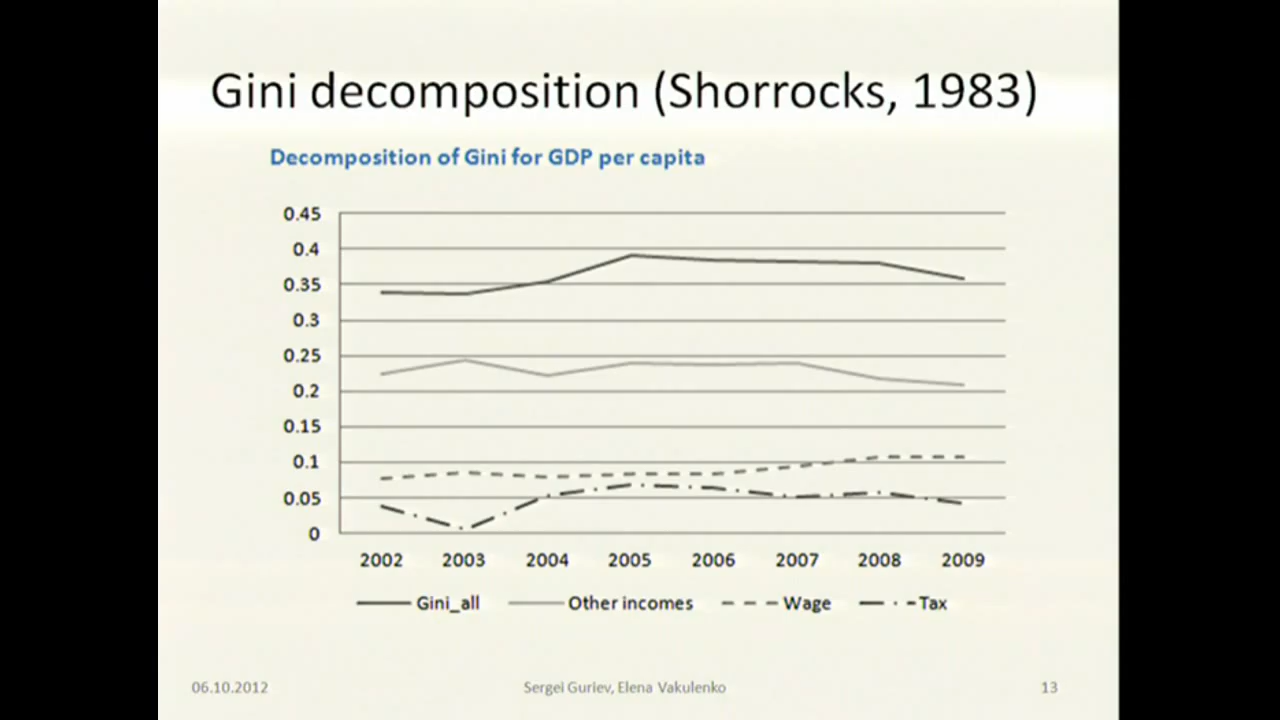 Gini decomposition (Shorrocks, 1983)
Decomposition of Gini for GDP per capita
0.45
0.4
0.35
0.3
0.25
0.2
0.15
0.1
0.05
0
2002 2003 2004 2005 2006 2007 2008 2009
Gini_all Other incomes Wage Tax
06.10.2012 Sergei Guriev, Elena Vakulenko 13